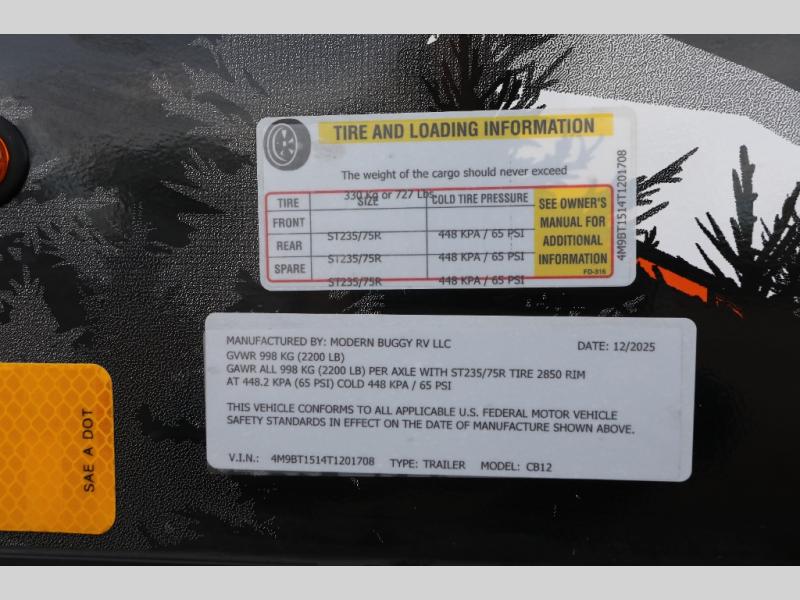 TIRE AND LOADING INFORMATION
The weight of the cargo should never exceed
330 Kg or 727 Lbs
TIRE SIZE COLD TIRE PRESSURE
FRONT ST235/75R 448 KPA / 65 PSI
REAR ST235/75R 448 KPA / 65 PSI
SPARE ST235/75R 448 KPA / 65 PSI
SEE OWNER'S
MANUAL FOR
ADDITIONAL
INFORMATION
FD-316
4M9BT1514T1201708
MANUFACTURED BY: MODERN BUGGY RV LLC DATE: 12/2025
GVWR 998 KG (2200 LB)
GAWR ALL 998 KG (2200 LB) PER AXLE WITH ST235/75R TIRE 2850 RIM
AT 448.2 KPA (65 PSI) COLD 448 KPA / 65 PSI
THIS VEHICLE CONFORMS TO ALL APPLICABLE U.S. FEDERAL MOTOR VEHICLE
SAFETY STANDARDS IN EFFECT ON THE DATE OF MANUFACTURE SHOWN ABOVE.
V.I.N.: 4M9BT1514T1201708 TYPE: TRAILER MODEL: CB12
SAE A DOT